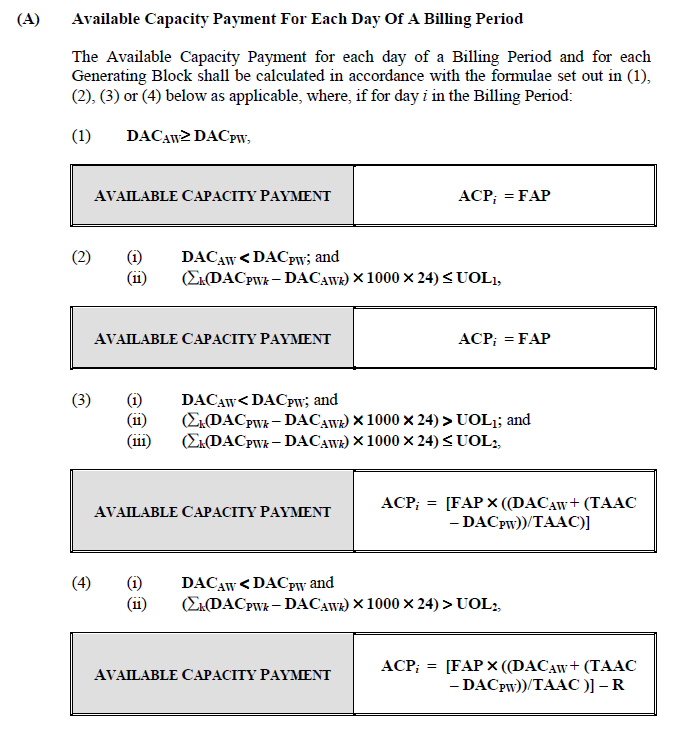 (A) Available Capacity Payment For Each Day Of A Billing Period
The Available Capacity Payment for each day of a Billing Period and for each
Generating Block shall be calculated in accordance with the formulae set out in (1),
(2), (3) or (4) below as applicable, where, if for day i in the Billing Period:
(1) DACAW≥ DACPW,
AVAILABLE CAPACITY PAYMENT ACPi = FAP
(2) (i) DACAW < DACPW; and
(ii) (∑k(DACPWk – DACAWk) × 1000 × 24) ≤ UOL1,
AVAILABLE CAPACITY PAYMENT ACPi = FAP
(3) (i) DACAW < DACPW; and
(ii) (∑k(DACPWk – DACAWk) × 1000 × 24) > UOL1; and
(iii) (∑k(DACPWk – DACAWk) × 1000 × 24) ≤ UOL2,
AVAILABLE CAPACITY PAYMENT ACPi = [FAP × ((DACAW + (TAAC
– DACPW))/TAAC)]
(4) (i) DACAW < DACPW and
(ii) (∑k(DACPWk – DACAWk) × 1000 × 24) > UOL2,
AVAILABLE CAPACITY PAYMENT ACPi = [FAP × ((DACAW + (TAAC
– DACPW))/TAAC )] – R